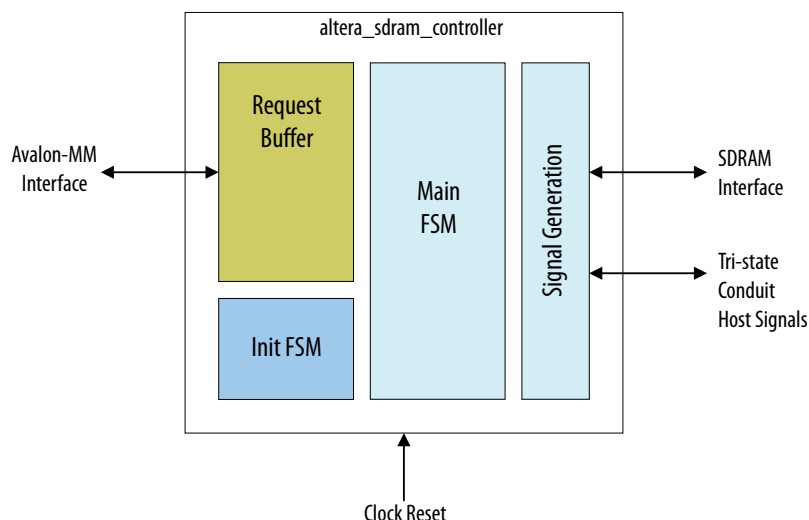 altera_sdram_controller
Request
Buffer
Avalon-MM
Interface
Main
FSM
Signal Generation
SDRAM
Interface
Tri-state
Conduit
Host Signals
Init FSM
Clock Reset